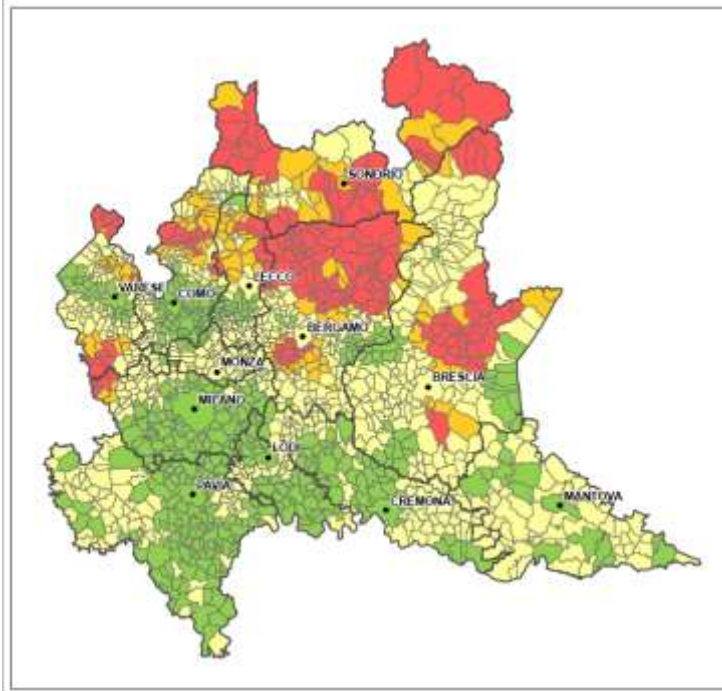 SONDRIO
LECCO
VARESE
COMO
BERGAMO
MONZA
BRESCIA
MILANO
LODI
PAVIA
CREMONA
MANTOVA